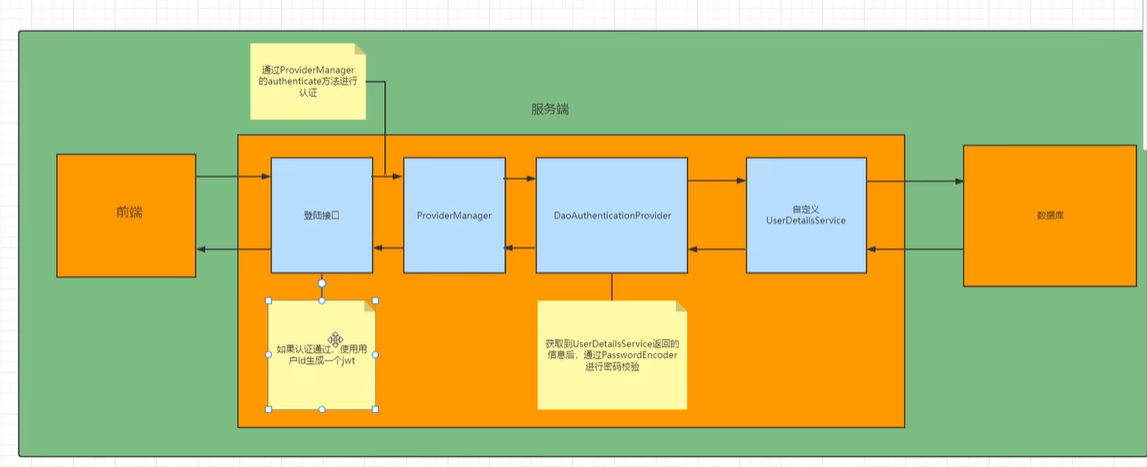 通过ProviderManager
的authenticate方法进行
认证
服务端
前端
登陆接口
ProviderManager
DaoAuthenticationProvider
自定义
UserDetailsService
数据库
如果认证通过，使用用
户id生成一个jwt
获取到UserDetailsService返回的
信息后，通过PasswordEncoder
进行密码校验